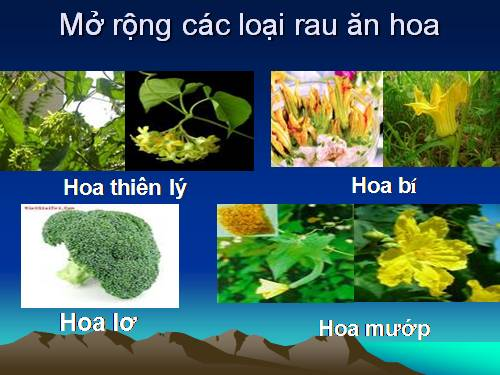 Mở rộng các loại rau ăn hoa
Hoa thiên lý
Hoa bí
Hoa lơ
Hoa mướp